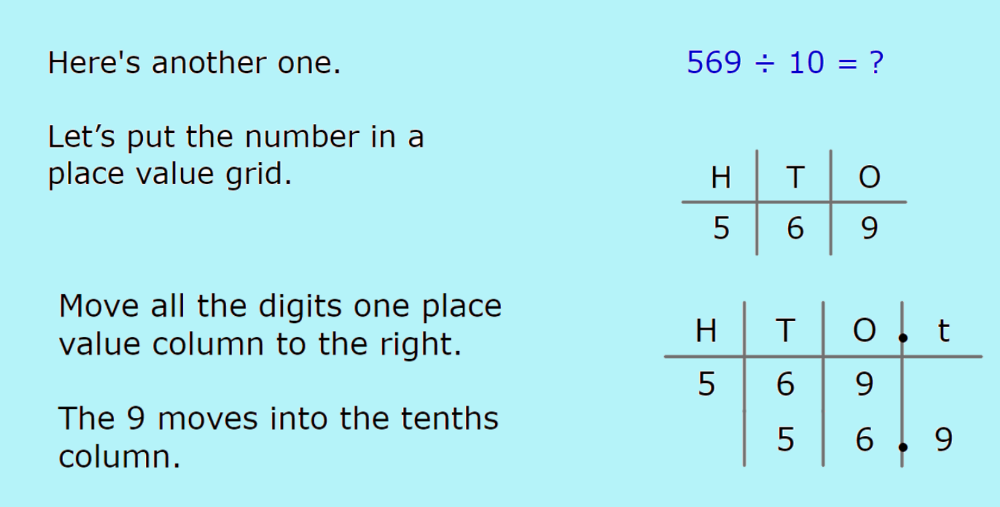 Here's another one.
569 ÷ 10 = ?
Let’s put the number in a
place value grid.
H T O
5 6 9
Move all the digits one place
value column to the right.
The 9 moves into the tenths
column.
H T O . t
5 6 9
5 6 . 9